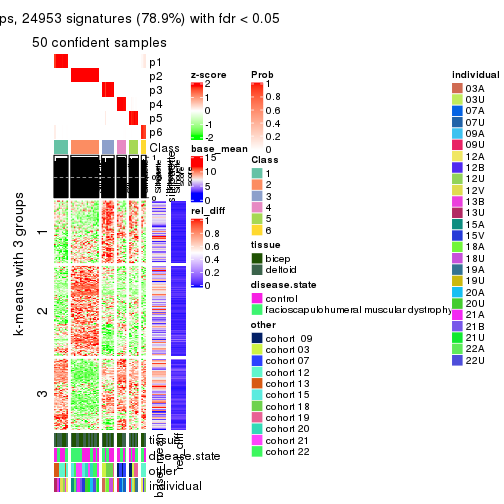 ps, 24953 signatures (78.9%) with fdr < 0.05
50 confident samples
p1
p2
p3
p4
p5
p6
Class
1
2
3
k-means with 3 groups
tissue
disease.state
other
individual
base_mean
rel_diff
z-score
2
1
0
-1
-2
base_mean
15
10
5
0
rel_diff
1
0.8
0.6
0.4
0.2
0
Prob
1
0.8
0.6
0.4
0.2
0
Class
1
2
3
4
5
6
tissue
bicep
deltoid
disease.state
control
facioscapulohumeral muscular dystrophy
other
cohort 09
cohort 03
cohort 07
cohort 12
cohort 13
cohort 15
cohort 18
cohort 19
cohort 20
cohort 21
cohort 22
individual
03A
03U
07A
07U
09A
09U
12A
12B
12U
12V
13B
13U
15A
15V
18A
18U
19A
19U
20A
20U
21A
21B
21U
22A
22U